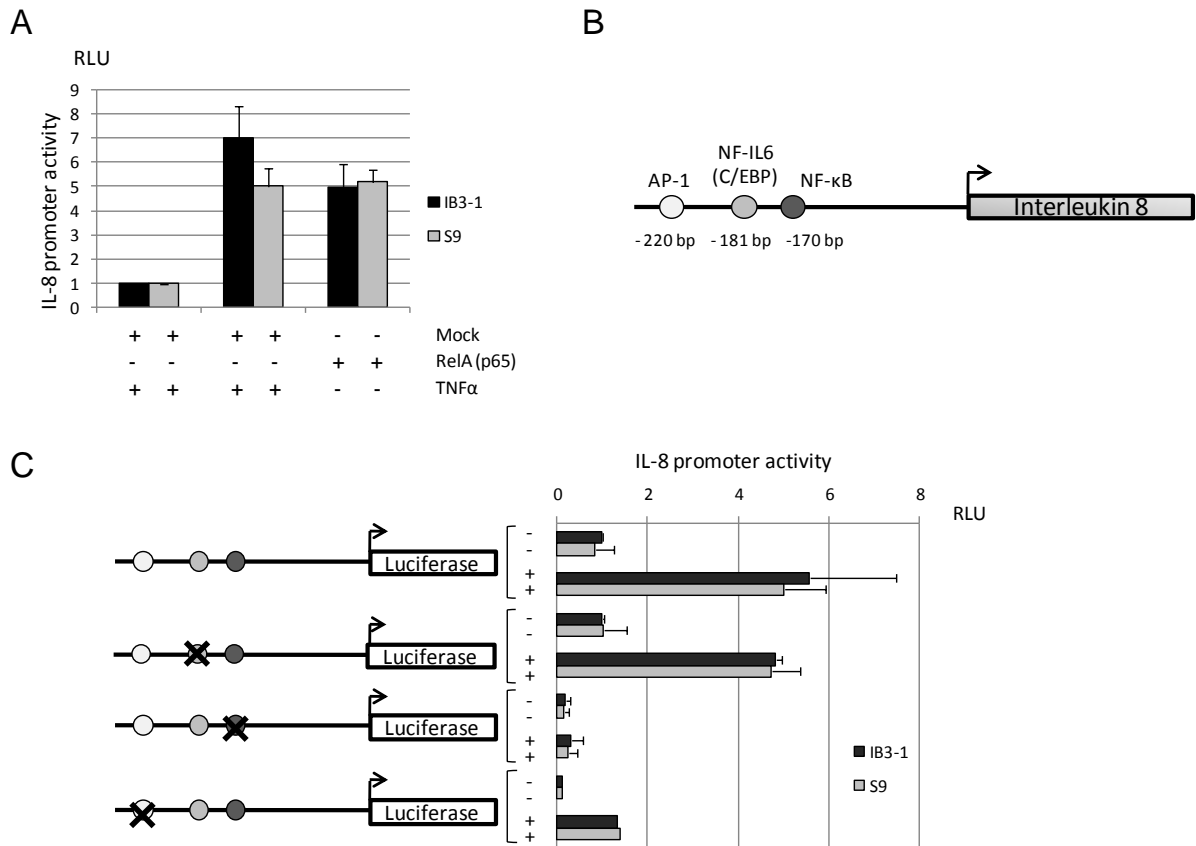 A
RLU
IL-8 promoter activity
9
8
7
6
5
4
3
2
1
0
IB3-1
S9
+ + + + - - Mock
- - - - + + RelA (p65)
+ + + + - - TNFα
B
AP-1
NF-IL6
(C/EBP)
NF-κB
Interleukin 8
- 220 bp
- 181 bp
-170 bp
C
IL-8 promoter activity
0 2 4 6 8
RLU
Luciferase
-
-
+
+
Luciferase
-
-
+
+
Luciferase
-
-
+
+
Luciferase
-
-
+
+
IB3-1
S9